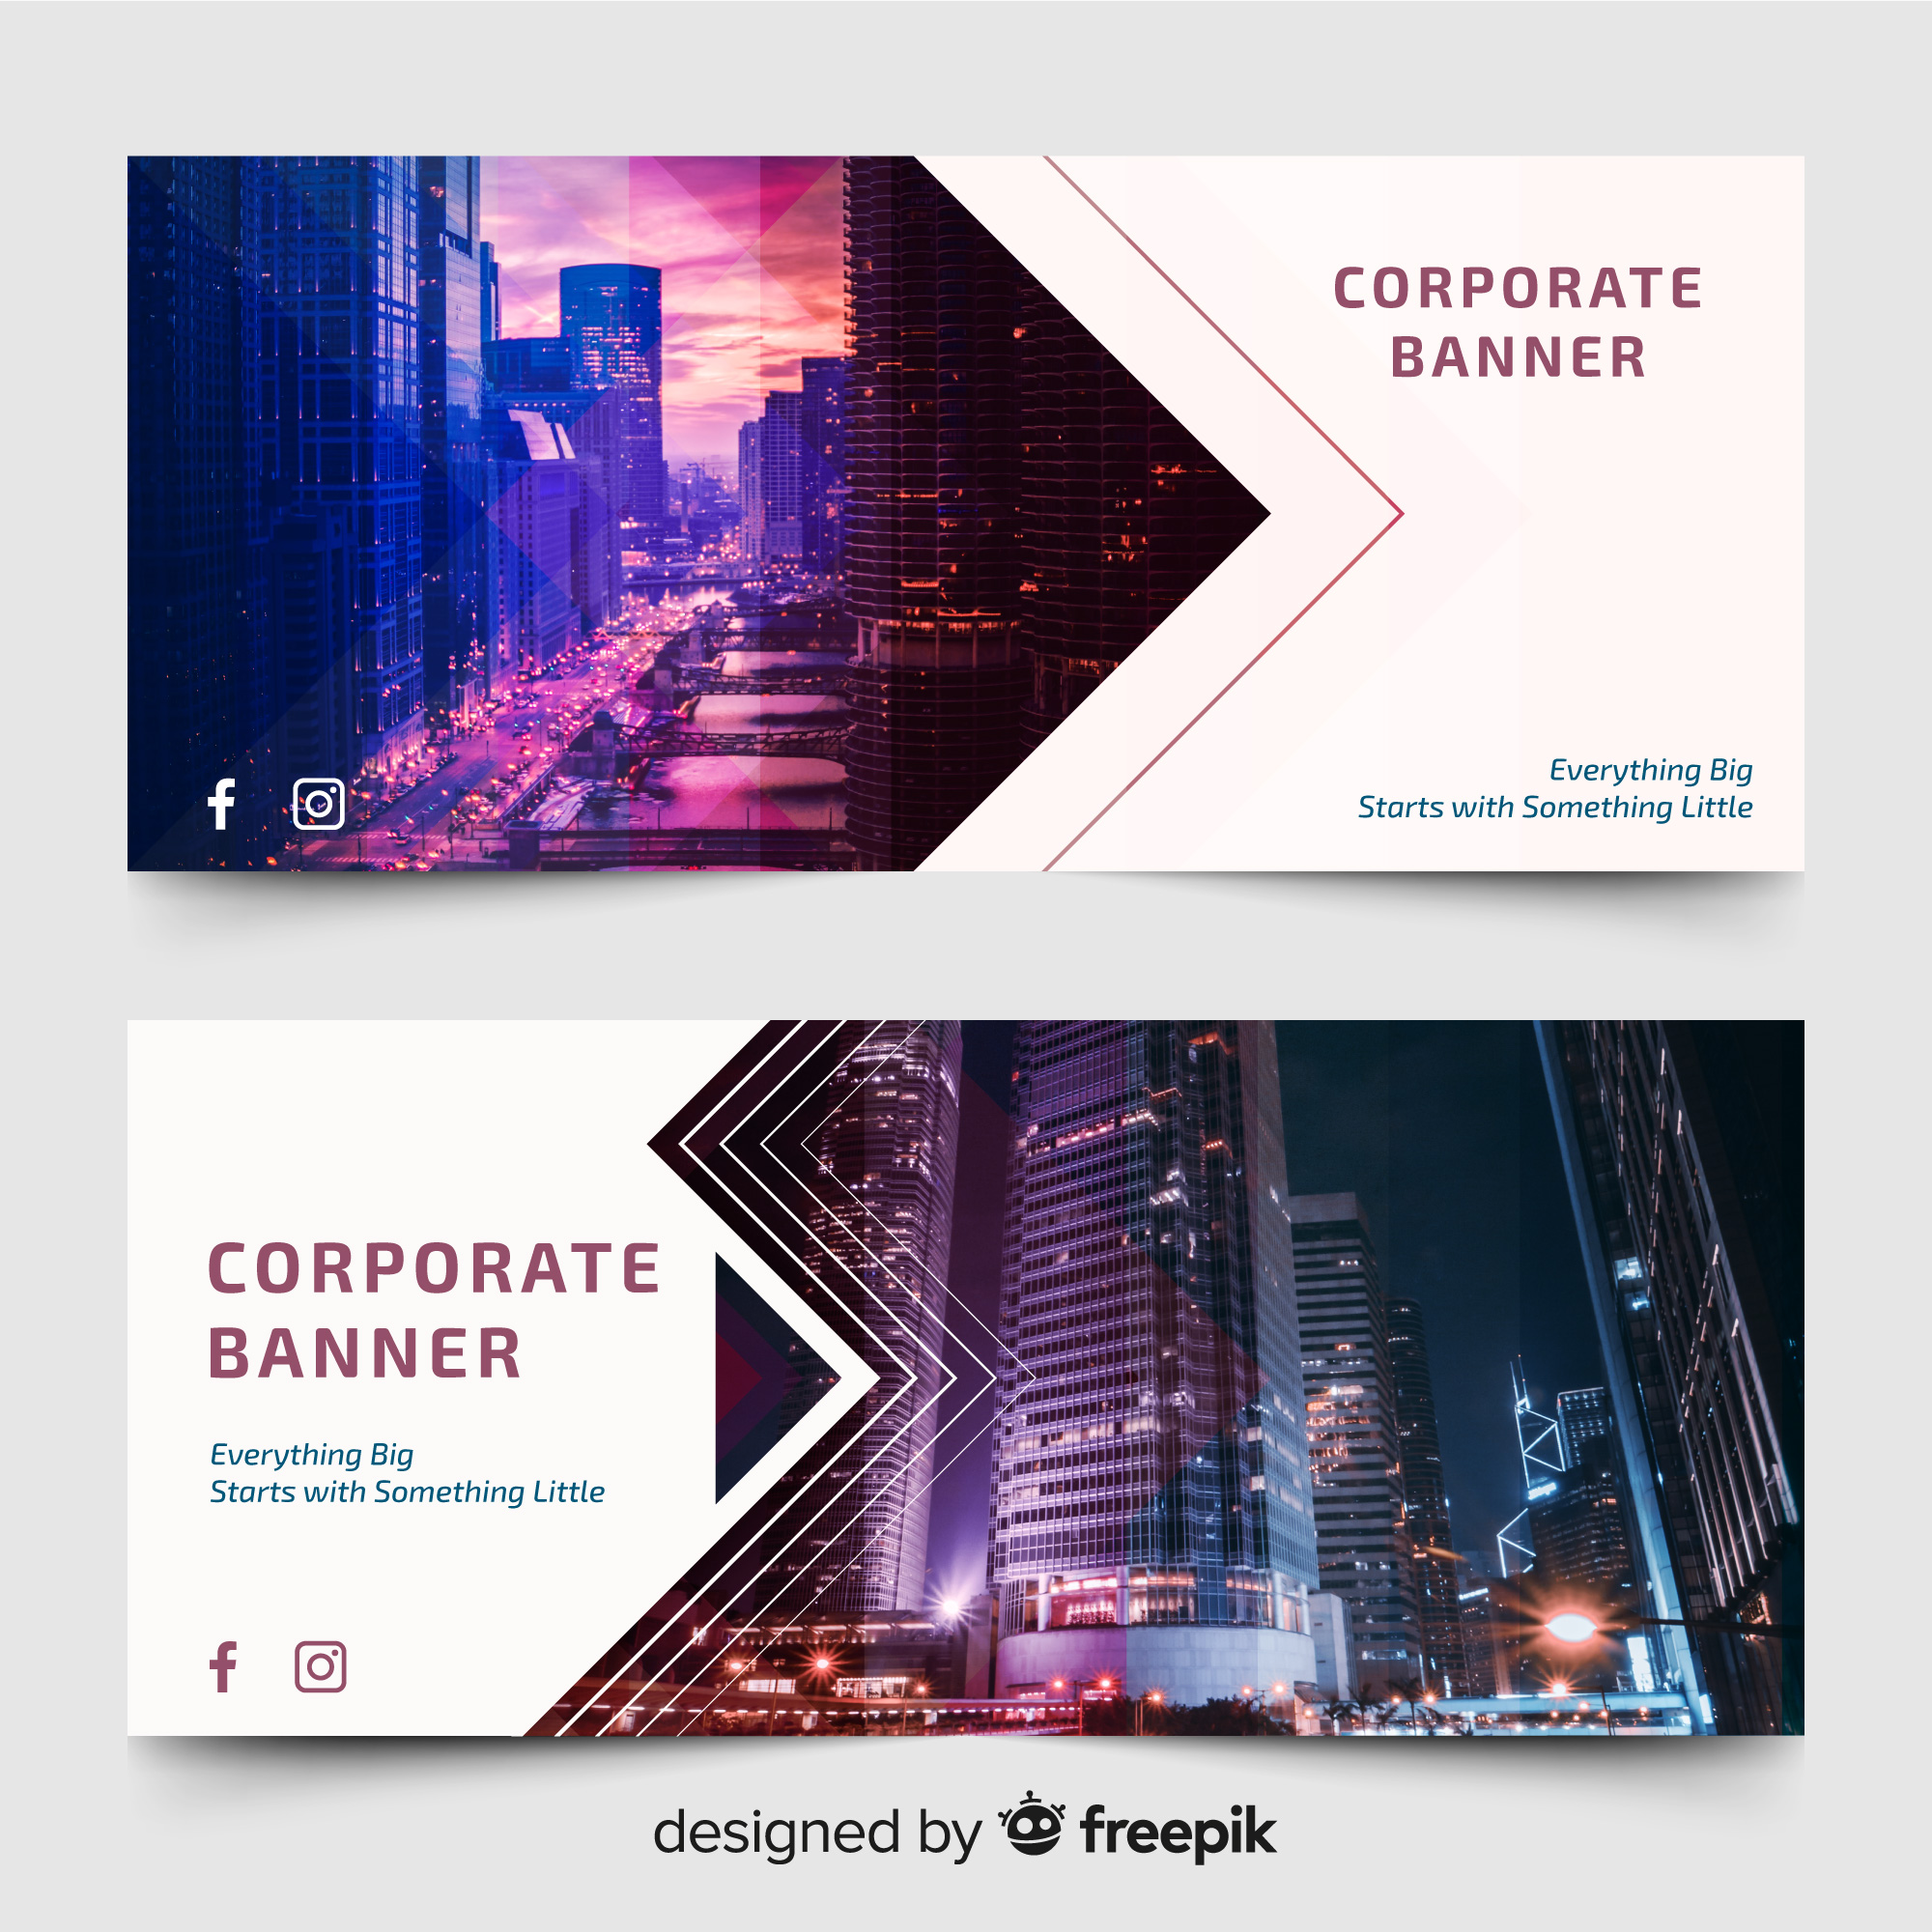 CORPORATE
BANNER
Everything Big
Starts with Something Little
CORPORATE
BANNER
Everything Big
Starts with Something Little
designed by freepik